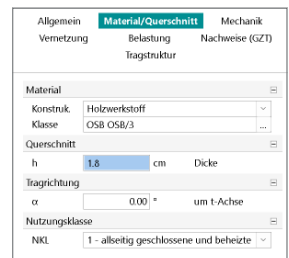 Allgemein Material/Querschnitt Mechanik
Vernetzung Belastung Nachweise (GZT)
Tragstruktur
Material
Konstruk. Holzwerkstoff
Klasse OSB OSB/3 ...
Querschnitt
h 1.8 cm Dicke
Tragrichtung
α 0.00 ° um t-Achse
Nutzungsklasse
NKL 1 - allseitig geschlossene und beheizte